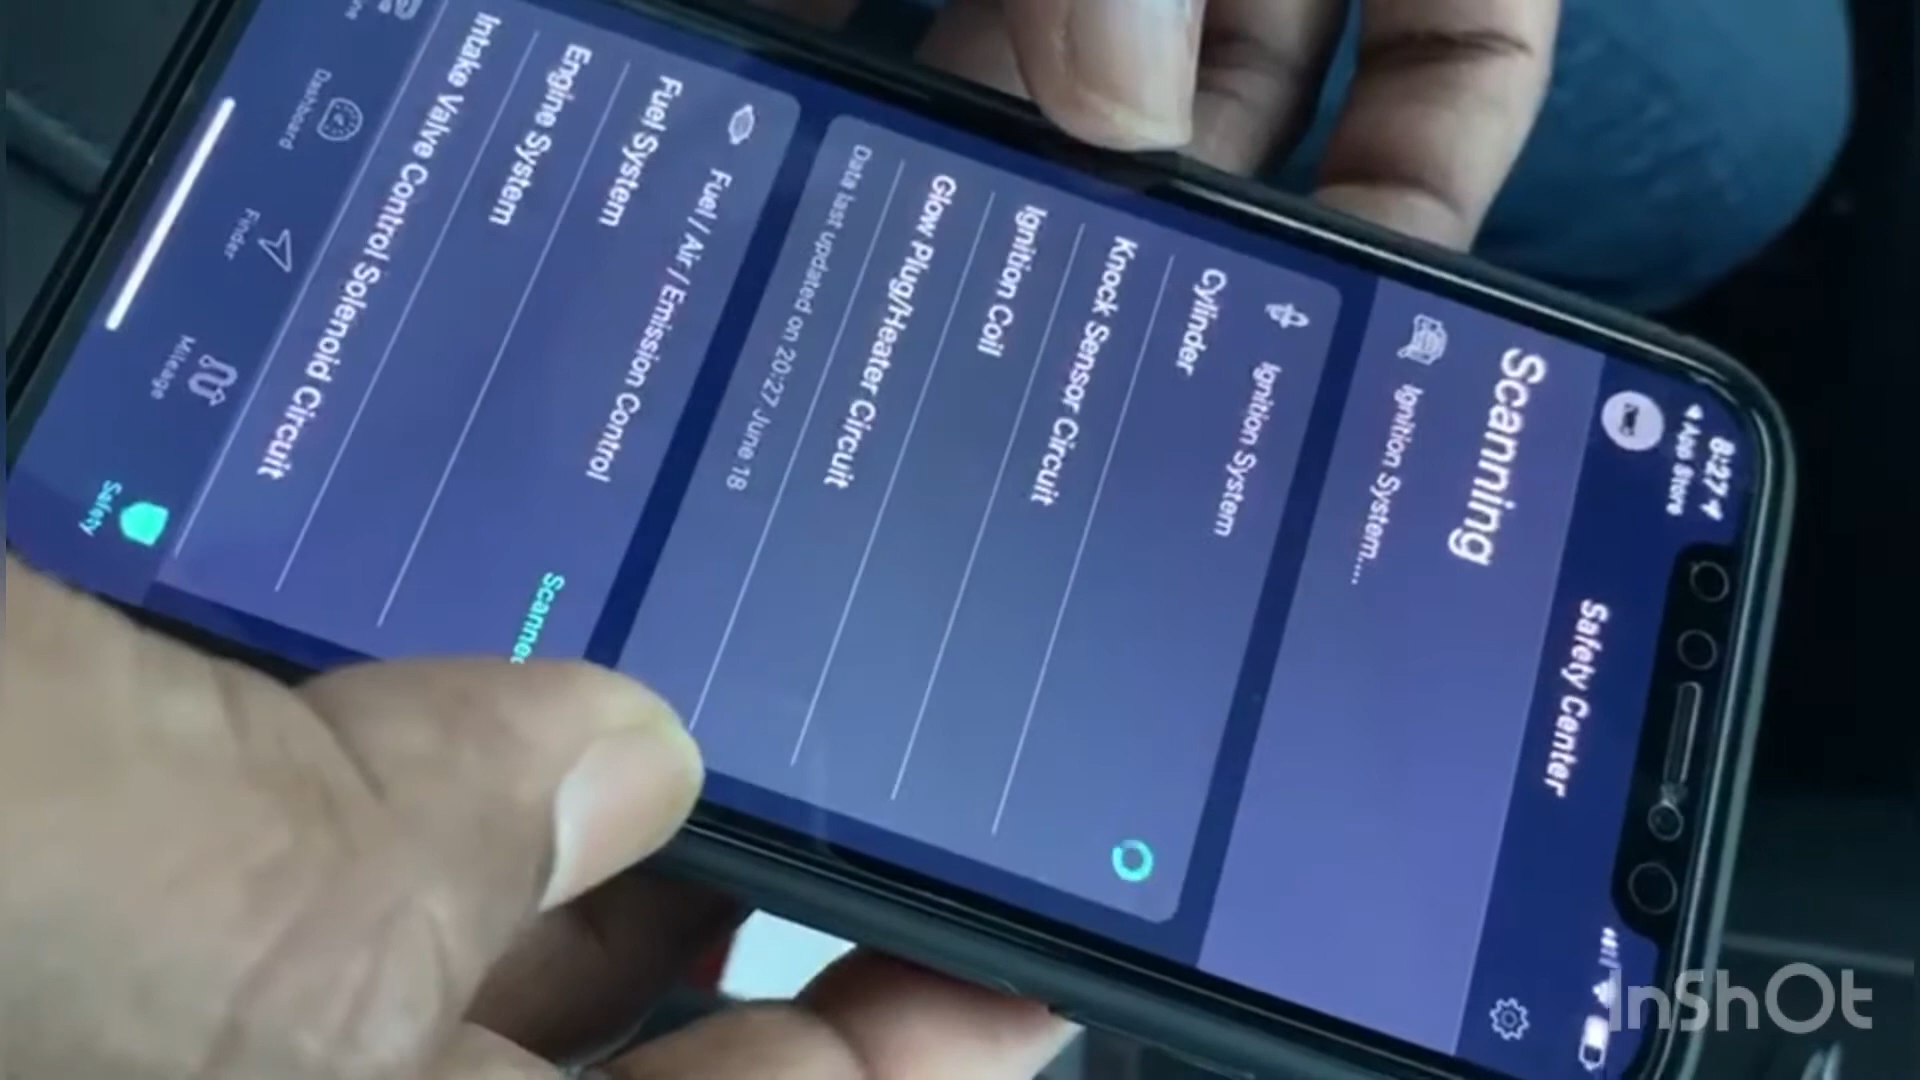 8:27
App Store
Safety Center
Scanning
Ignition System....
Ignition System
Cylinder
Knock Sensor Circuit
Ignition Coil
Glow Plug/Heater Circuit
Data last updated on 20:27 June 18
Fuel / Air / Emission Control
Scanned
Fuel System
Engine System
Intake Valve Control Solenoid Circuit
Dashboard
Finder
Mileage
Safety
InShOt